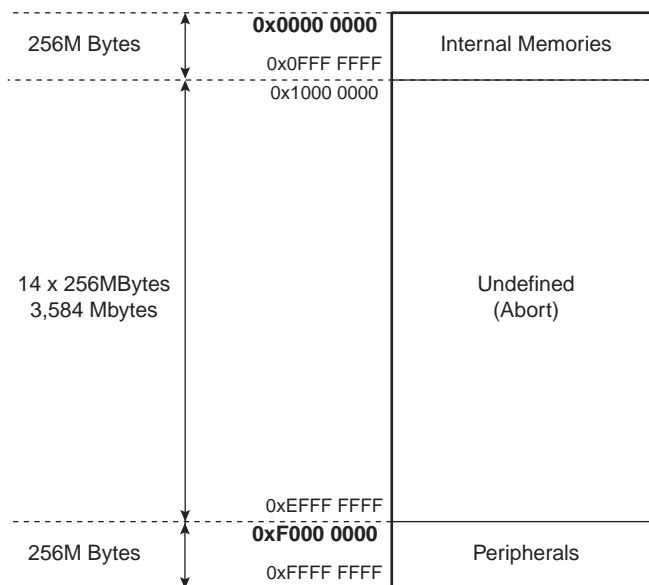 256M Bytes
0x0000 0000
0x0FFF FFFF
Internal Memories
0x1000 0000
14 x 256MBytes
3,584 Mbytes
Undefined
(Abort)
0xEFFF FFFF
256M Bytes
0xF000 0000
0xFFFF FFFF
Peripherals